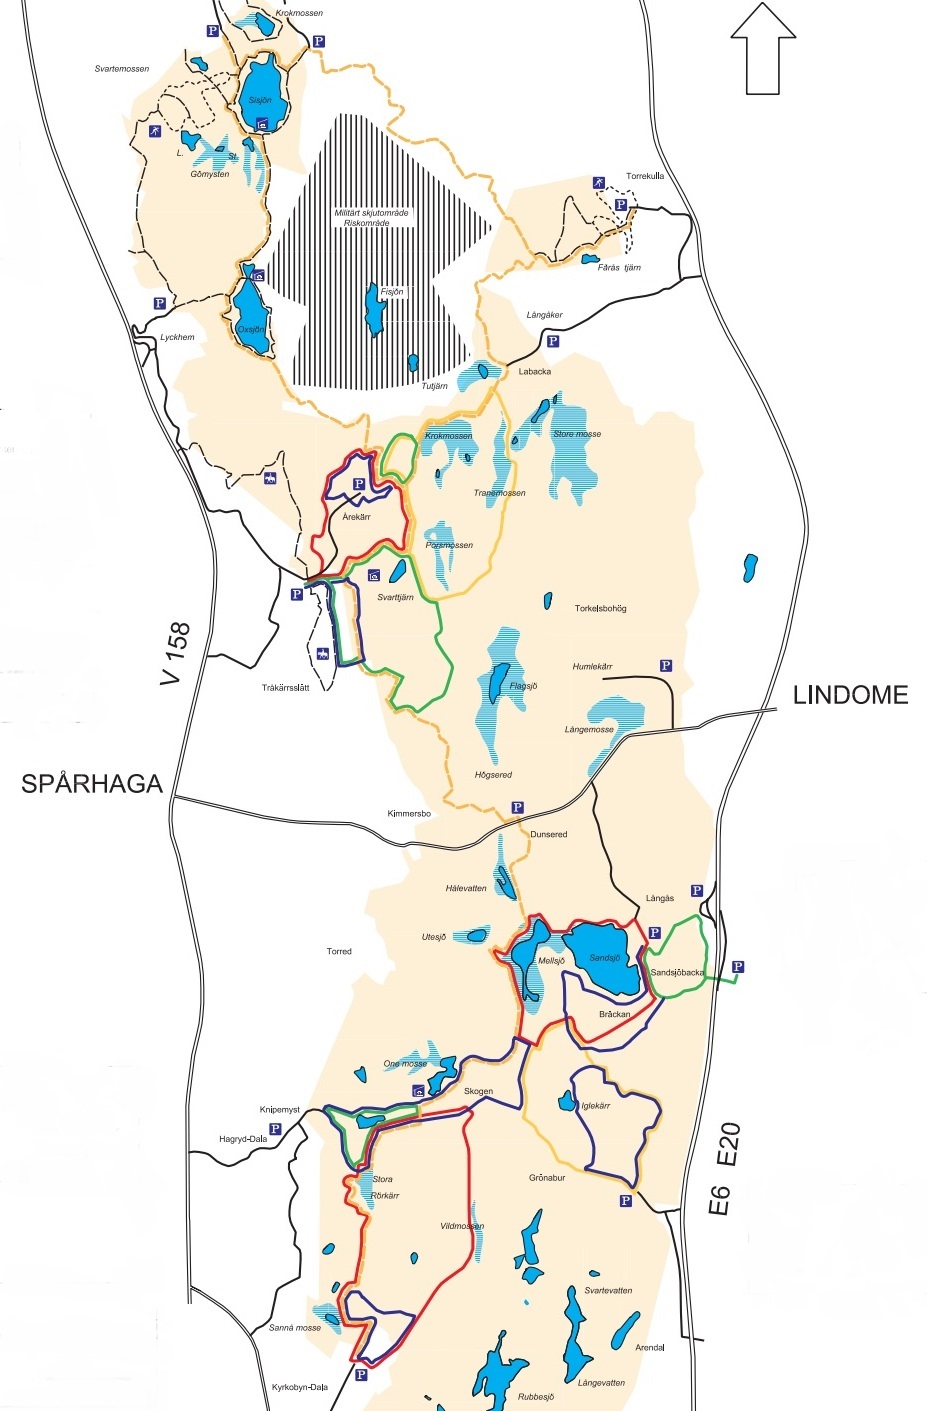 Krokmossen
P
P
Svartemossen
Sisjön
L.
St.
Gömysten
Torrekulla
P
Militärt skjutområde
Riskområde
Fårås tjärn
Fisjön
P
Oxsjön
Lyckhem
Långåker
P
Labacka
Tutjärn
Krokmossen
Store mosse
P
Tranemossen
Årekärr
Porsmossen
P
Svarttjärn
Torkelsbohög
V 158
Humlekärr
P
Flagsjö
Träkärrsslätt
LINDOME
Långemosse
Högsered
SPÅRHAGA
Kimmersbo
P
Dunsered
Hålevatten
P
Långås
Utesjö
P
Torred
Mellsjö
Sandsjö
Sandsjöbacka
P
Bråckan
One mosse
Skogen
Iglekärr
Knipemyst
P
Hagryd-Dala
E6 E20
Grönabur
Stora
Rörkärr
P
Vildmossen
Svartevatten
Sannå mosse
Arendal
P
Kyrkobyn-Dala
Långevatten
Rubbesjö